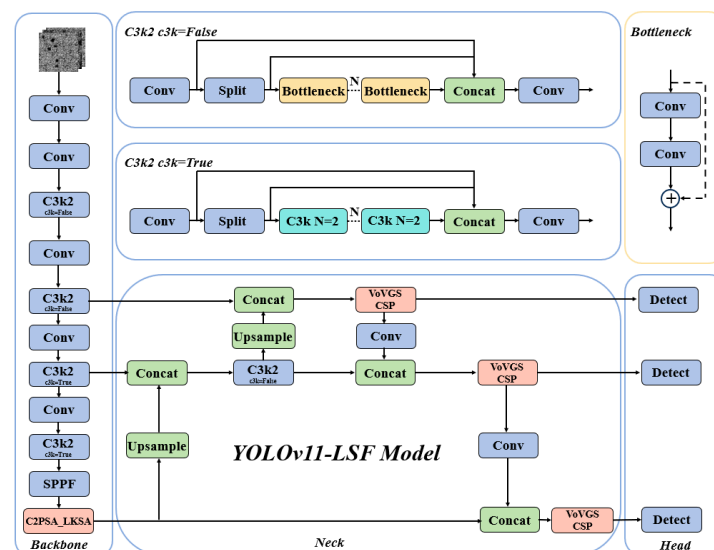 C3k2 c3k=False
Conv
Split
Bottleneck
N
Bottleneck
Concat
Conv
C3k2 c3k=True
Conv
Split
C3k N=2
N
C3k N=2
Concat
Conv
Bottleneck
Conv
Conv
+
Conv
Conv
C3k2
c3k=False
Conv
C3k2
c3k=False
Conv
C3k2
c3k=True
Conv
C3k2
c3k=True
SPPF
C2PSA_LKSA
Backbone
Concat
VoVGS
CSP
Upsample
Conv
Concat
C3k2
c3k=False
Concat
VoVGS
CSP
Upsample
YOLOv11-LSF Model
Conv
Concat
VoVGS
CSP
Neck
Detect
Detect
Detect
Head